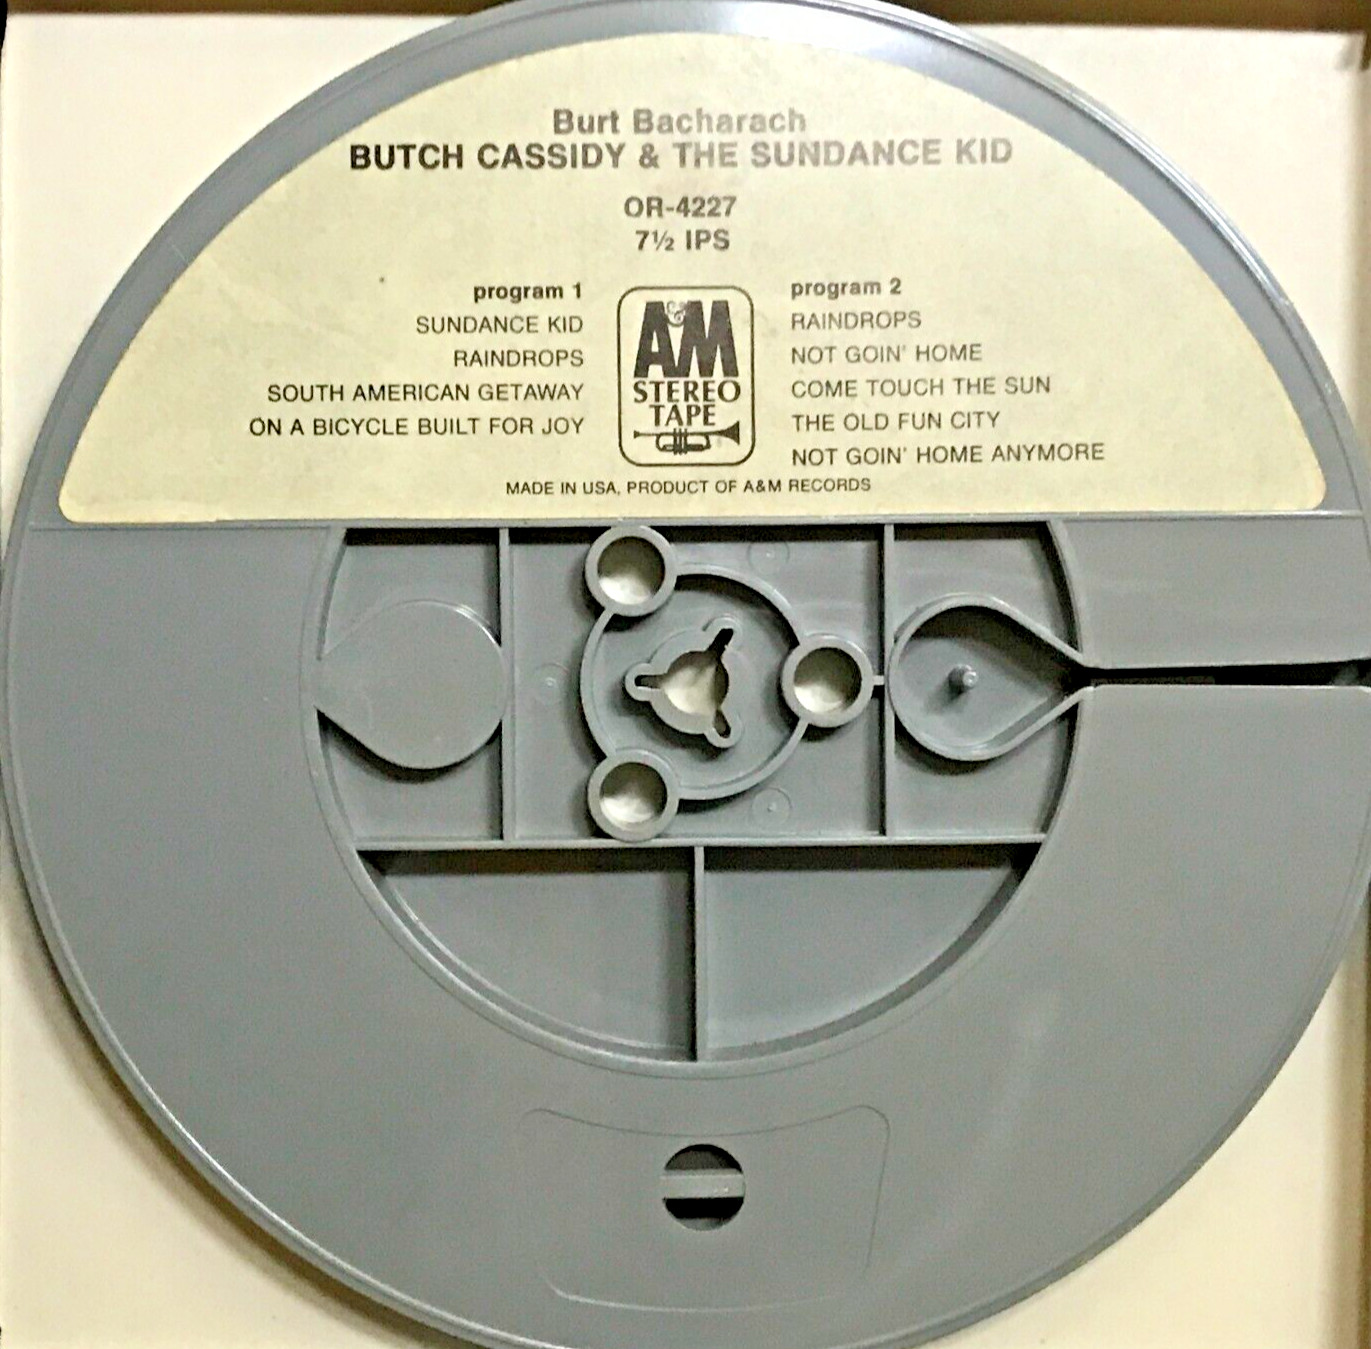 Burt Bacharach
BUTCH CASSIDY & THE SUNDANCE KID
OR-4227
7½ IPS
program 1
SUNDANCE KID
RAINDROPS
SOUTH AMERICAN GETAWAY
ON A BICYCLE BUILT FOR JOY
A&M
STEREO
TAPE
program 2
RAINDROPS
NOT GOIN' HOME
COME TOUCH THE SUN
THE OLD FUN CITY
NOT GOIN' HOME ANYMORE
MADE IN USA, PRODUCT OF A&M RECORDS